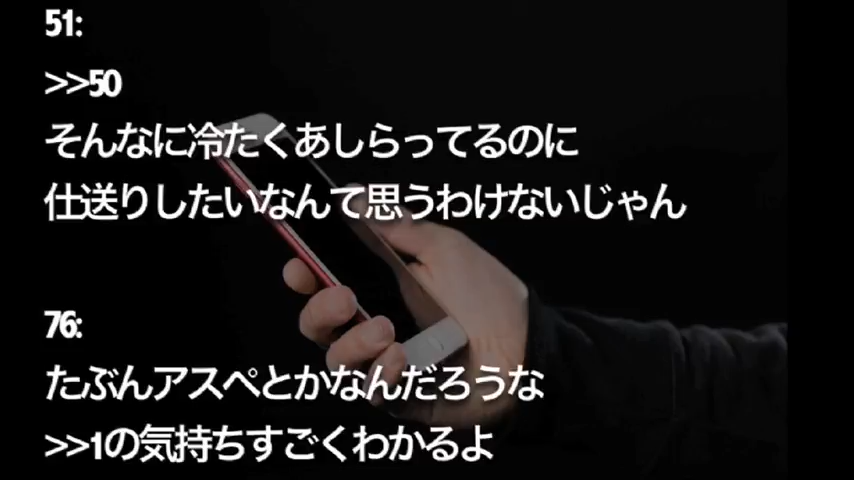 51:
>>50
そんなに冷たくあしらってるのに
仕送りしたいなんて思うわけないじゃん
76:
たぶんアスペとかなんだろうな
>>1の気持ちすごくわかるよ